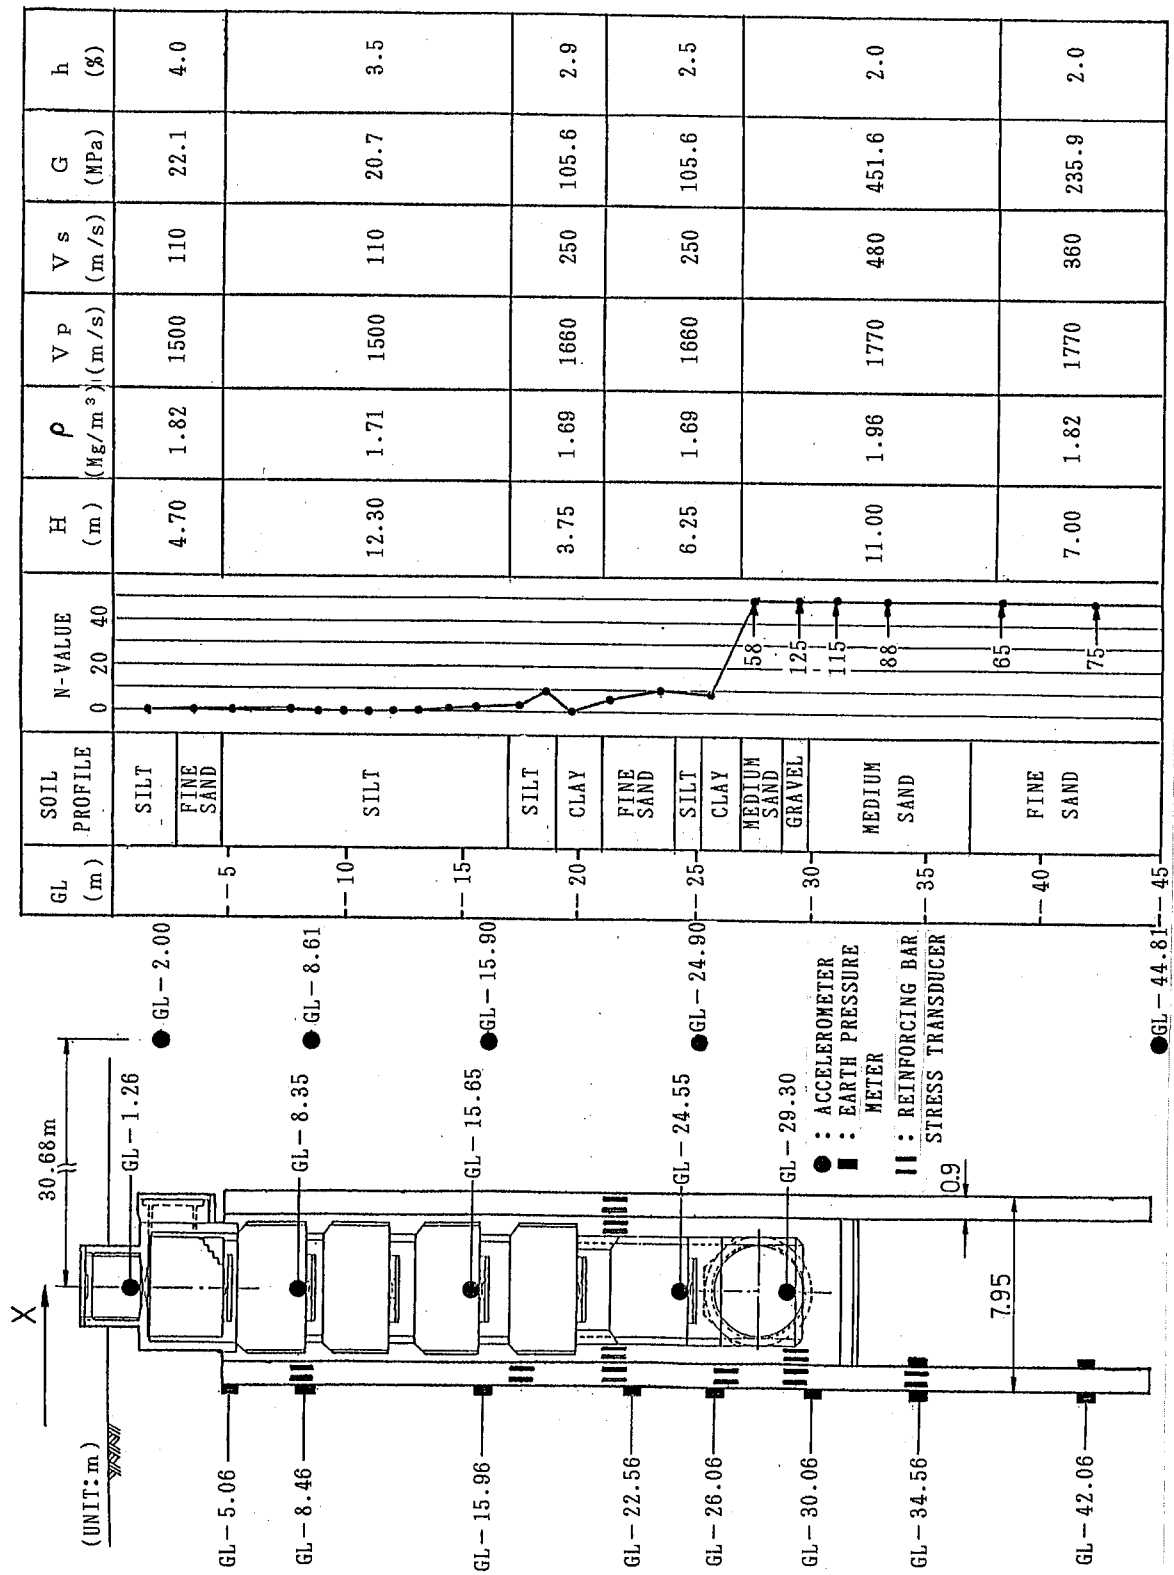 (UNIT:m)
X
30.68m
GL-1.26
GL-8.35
GL-15.65
GL-24.55
GL-29.30
GL-2.00
GL-8.61
GL-15.90
GL-24.90
GL-44.81
GL-5.06
GL-8.46
GL-15.96
GL-22.56
GL-26.06
GL-30.06
GL-34.56
GL-42.06
7.95
0.9
: ACCELEROMETER
: EARTH PRESSURE
METER
: REINFORCING BAR
STRESS TRANSDUCER
GL
(m)
SOIL
PROFILE
N-VALUE
0 20 40
H
(m)
ρ
(Mg/m³)
Vp
(m/s)
Vs
(m/s)
G
(MPa)
h
(%)
-5
-10
-15
-20
-25
-30
-35
-40
-45
SILT
FINE
SAND
SILT
SILT
CLAY
FINE
SAND
SILT
CLAY
MEDIUM
SAND
GRAVEL
MEDIUM
SAND
FINE
SAND
58
125
115
88
65
75
4.70 1.82 1500 110 22.1 4.0
12.30 1.71 1500 110 20.7 3.5
3.75 1.69 1660 250 105.6 2.9
6.25 1.69 1660 250 105.6 2.5
11.00 1.96 1770 480 451.6 2.0
7.00 1.82 1770 360 235.9 2.0